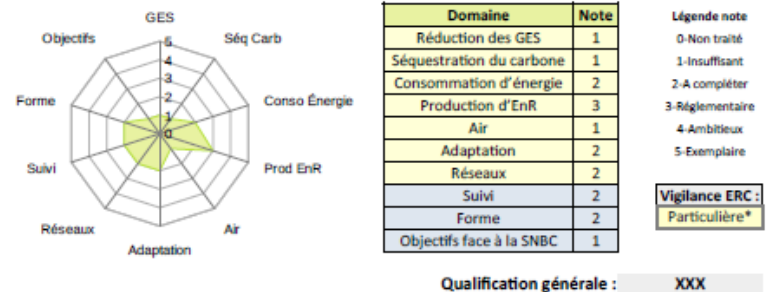 GES
Objectifs
Séq Carb
Forme
Conso Énergie
Suivi
Prod EnR
Réseaux
Air
Adaptation
5
4
3
2
1
0
Domaine Note
Réduction des GES 1
Séquestration du carbone 1
Consommation d'énergie 2
Production d'EnR 3
Air 1
Adaptation 2
Réseaux 2
Suivi 2
Forme 2
Objectifs face à la SNBC 1
Légende note
0-Non traité
1-Insuffisant
2-A compléter
3-Réglementaire
4-Ambitieux
5-Exemplaire
Vigilance ERC :
Particulière*
Qualification générale : XXX